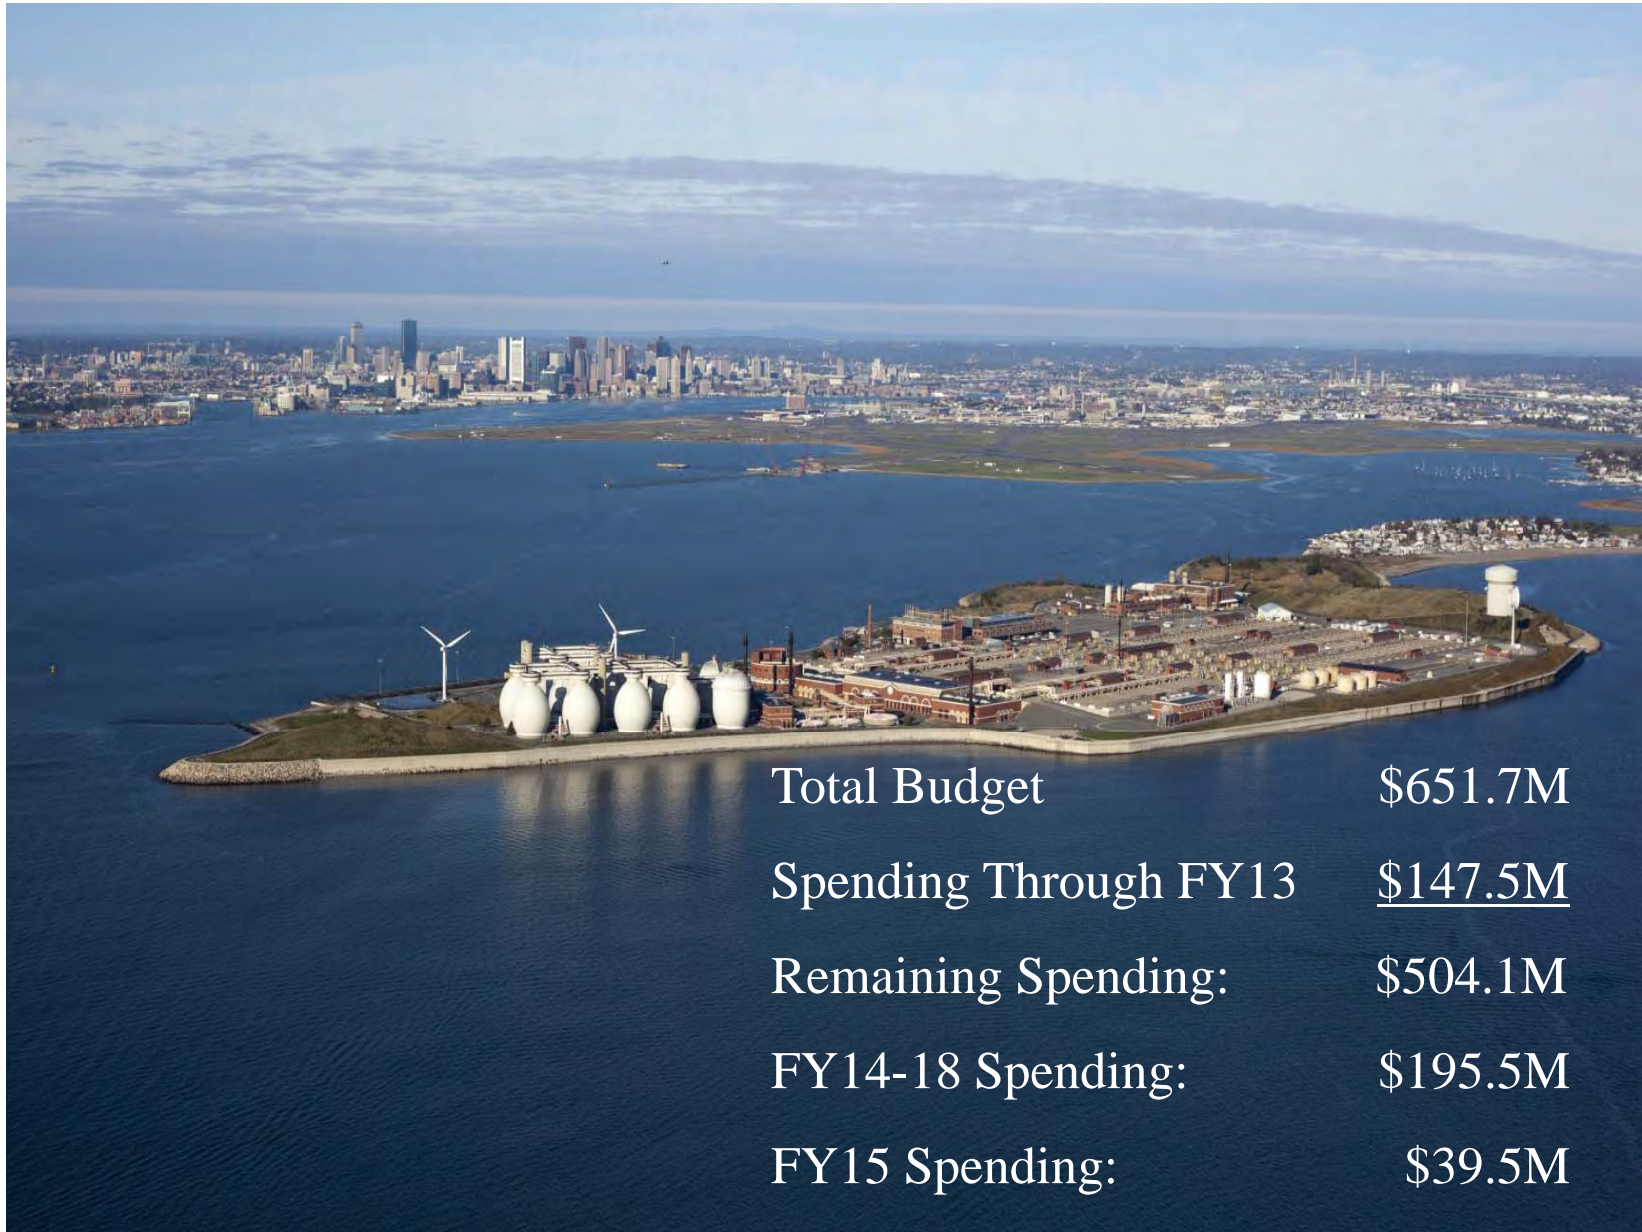 Total Budget $651.7M
Spending Through FY13 $147.5M
Remaining Spending: $504.1M
FY14-18 Spending: $195.5M
FY15 Spending: $39.5M